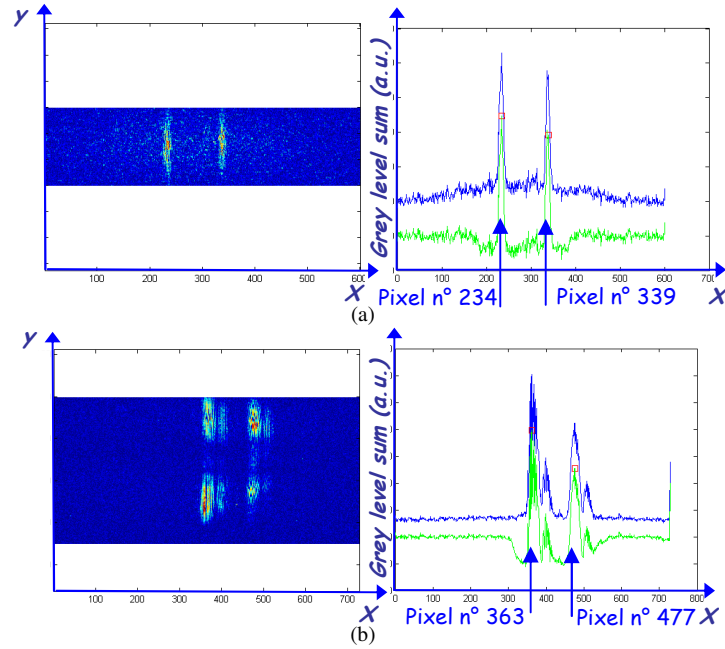 y
Grey level sum (a.u.)
100 200 300 400 500 600
0 100 200 300 400 500 600 700
X
X
Pixel n° 234
Pixel n° 339
(a)
y
Grey level sum (a.u.)
100 200 300 400 500 600 700
0 100 200 300 400 500 600 700 800
X
Pixel n° 363
Pixel n° 477
X
(b)